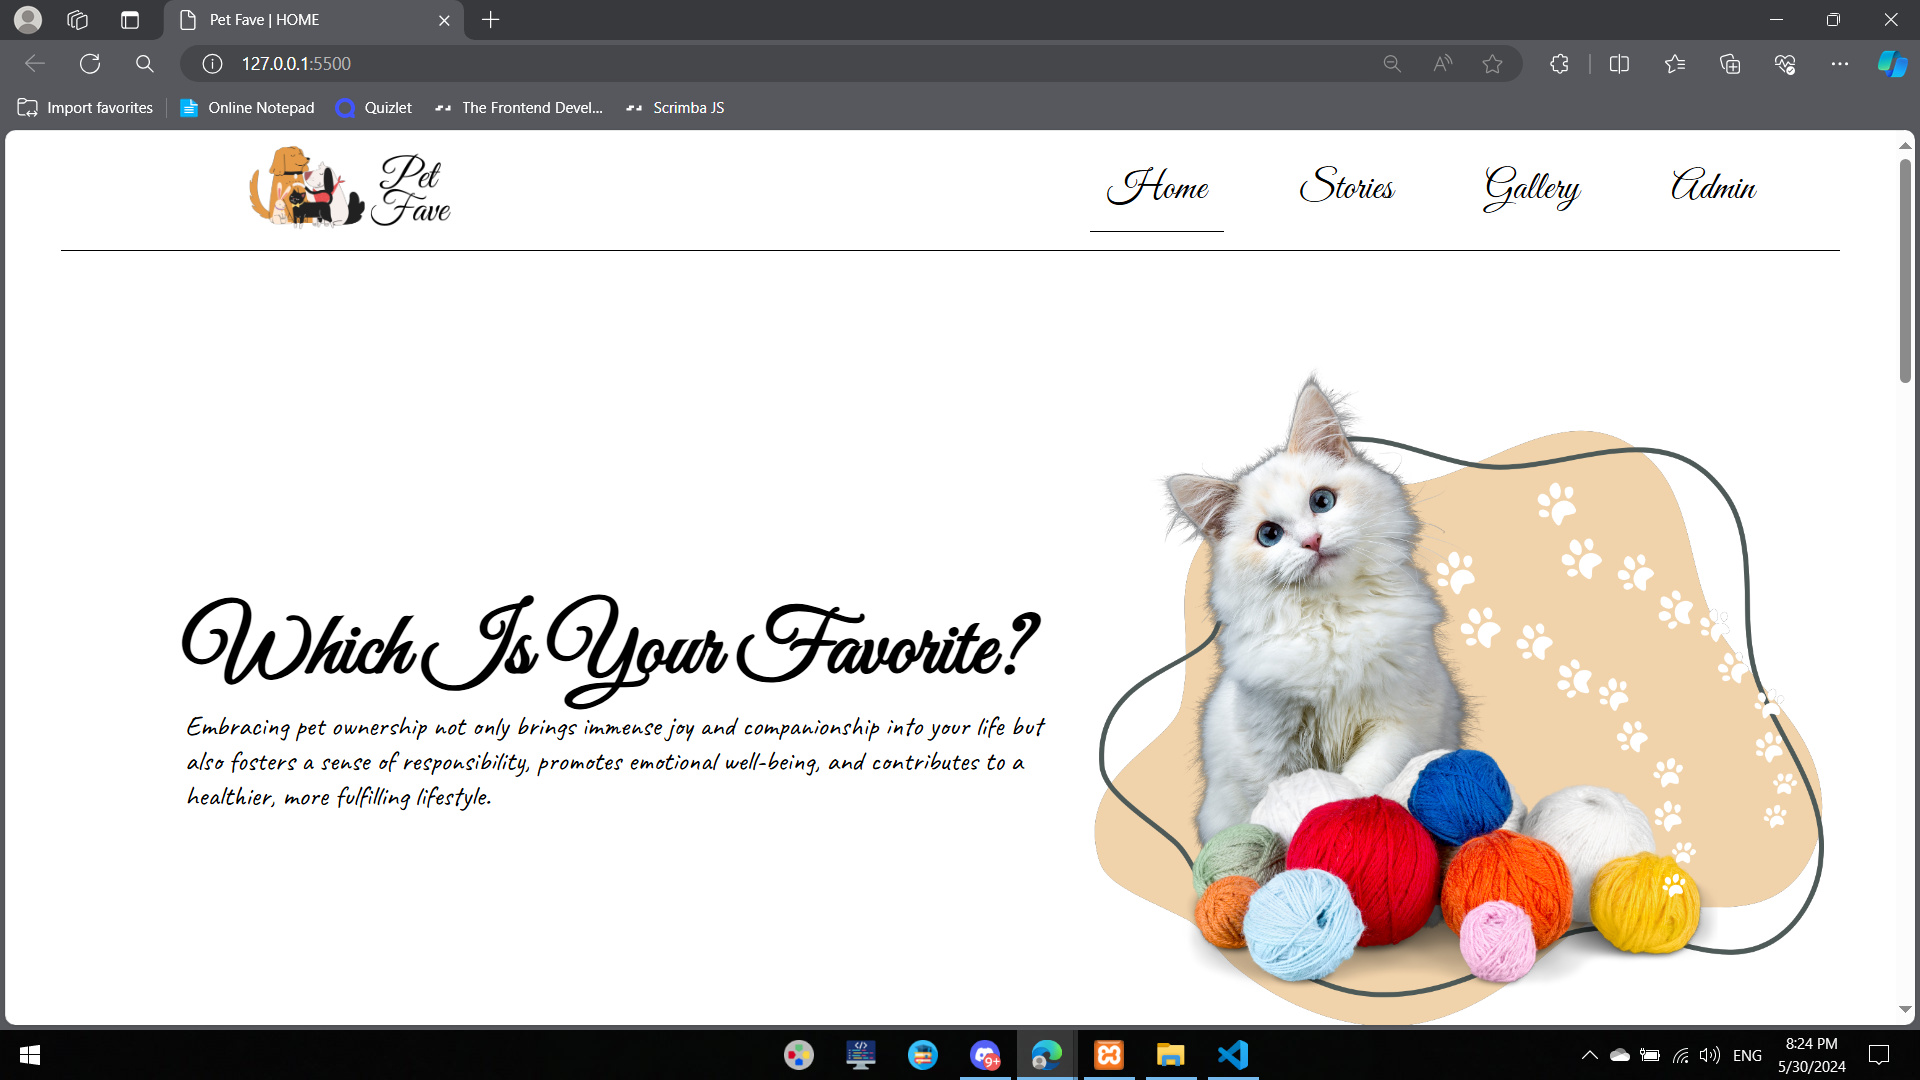 Pet Fave | HOME
127.0.0.1:5500
Import favorites
Online Notepad
Quizlet
The Frontend Devel...
Scrimba JS
Pet
Fave
Home
Stories
Gallery
Admin
Which Is Your Favorite?
Embracing pet ownership not only brings immense joy and companionship into your life but
also fosters a sense of responsibility, promotes emotional well-being, and contributes to a
healthier, more fulfilling lifestyle.
9+
ENG
8:24 PM
5/30/2024